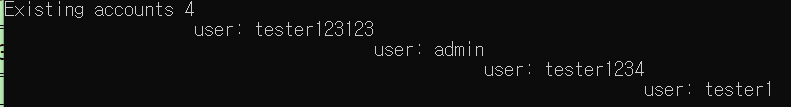 Existing accounts 4
user: tester123123
user: admin
user: tester1234
user: tester1